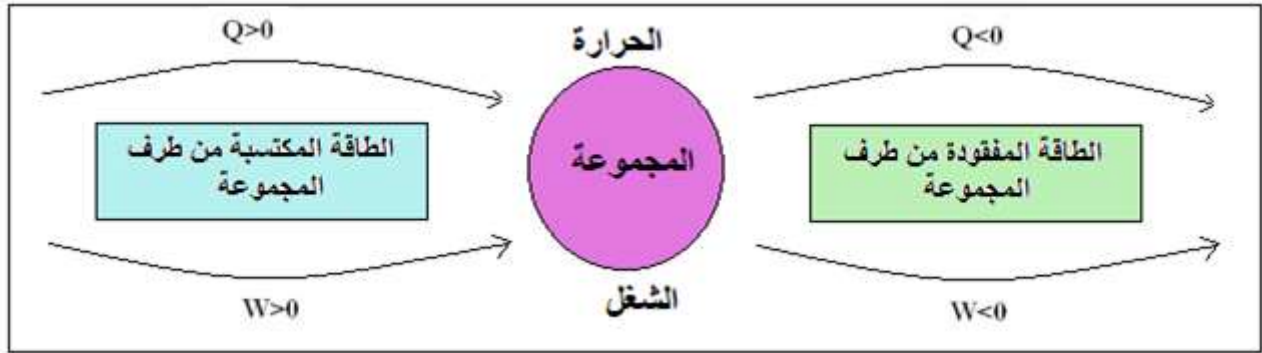 Q>0
الحرارة
Q<0
الطاقة المكتسبة من طرف
المجموعة
المجموعة
الطاقة المفقودة من طرف
المجموعة
W>0
الشغل
W<0